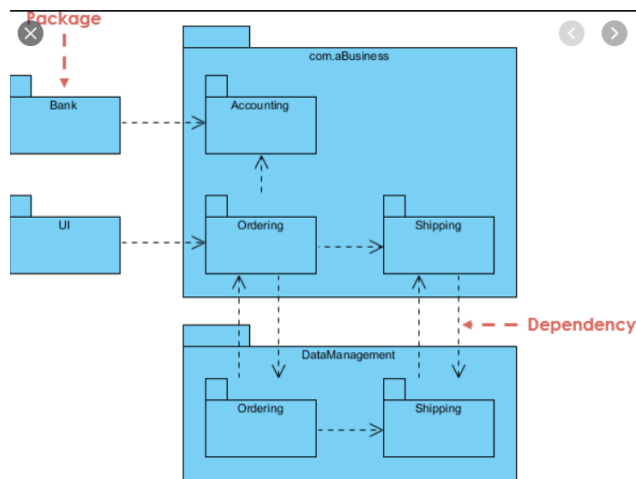 Package
com.aBusiness
Bank
Accounting
UI
Ordering
Shipping
Dependency
DataManagement
Ordering
Shipping